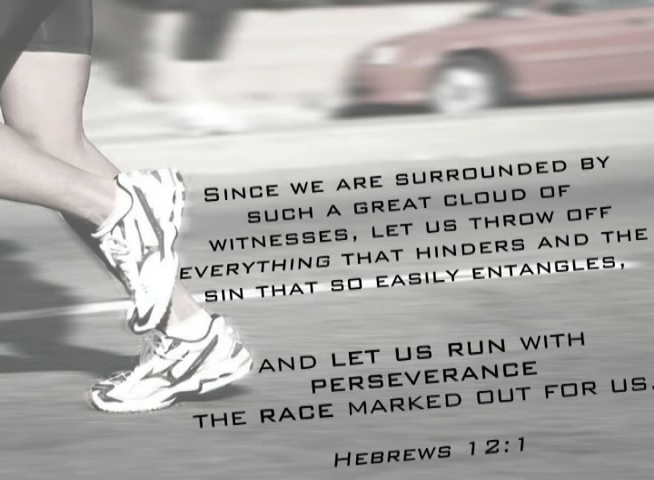 SINCE WE ARE SURROUNDED BY
SUCH A GREAT CLOUD OF
WITNESSES, LET US THROW OFF
EVERYTHING THAT HINDERS AND THE
SIN THAT SO EASILY ENTANGLES,
AND LET US RUN WITH
PERSEVERANCE
THE RACE MARKED OUT FOR US.
HEBREWS 12:1